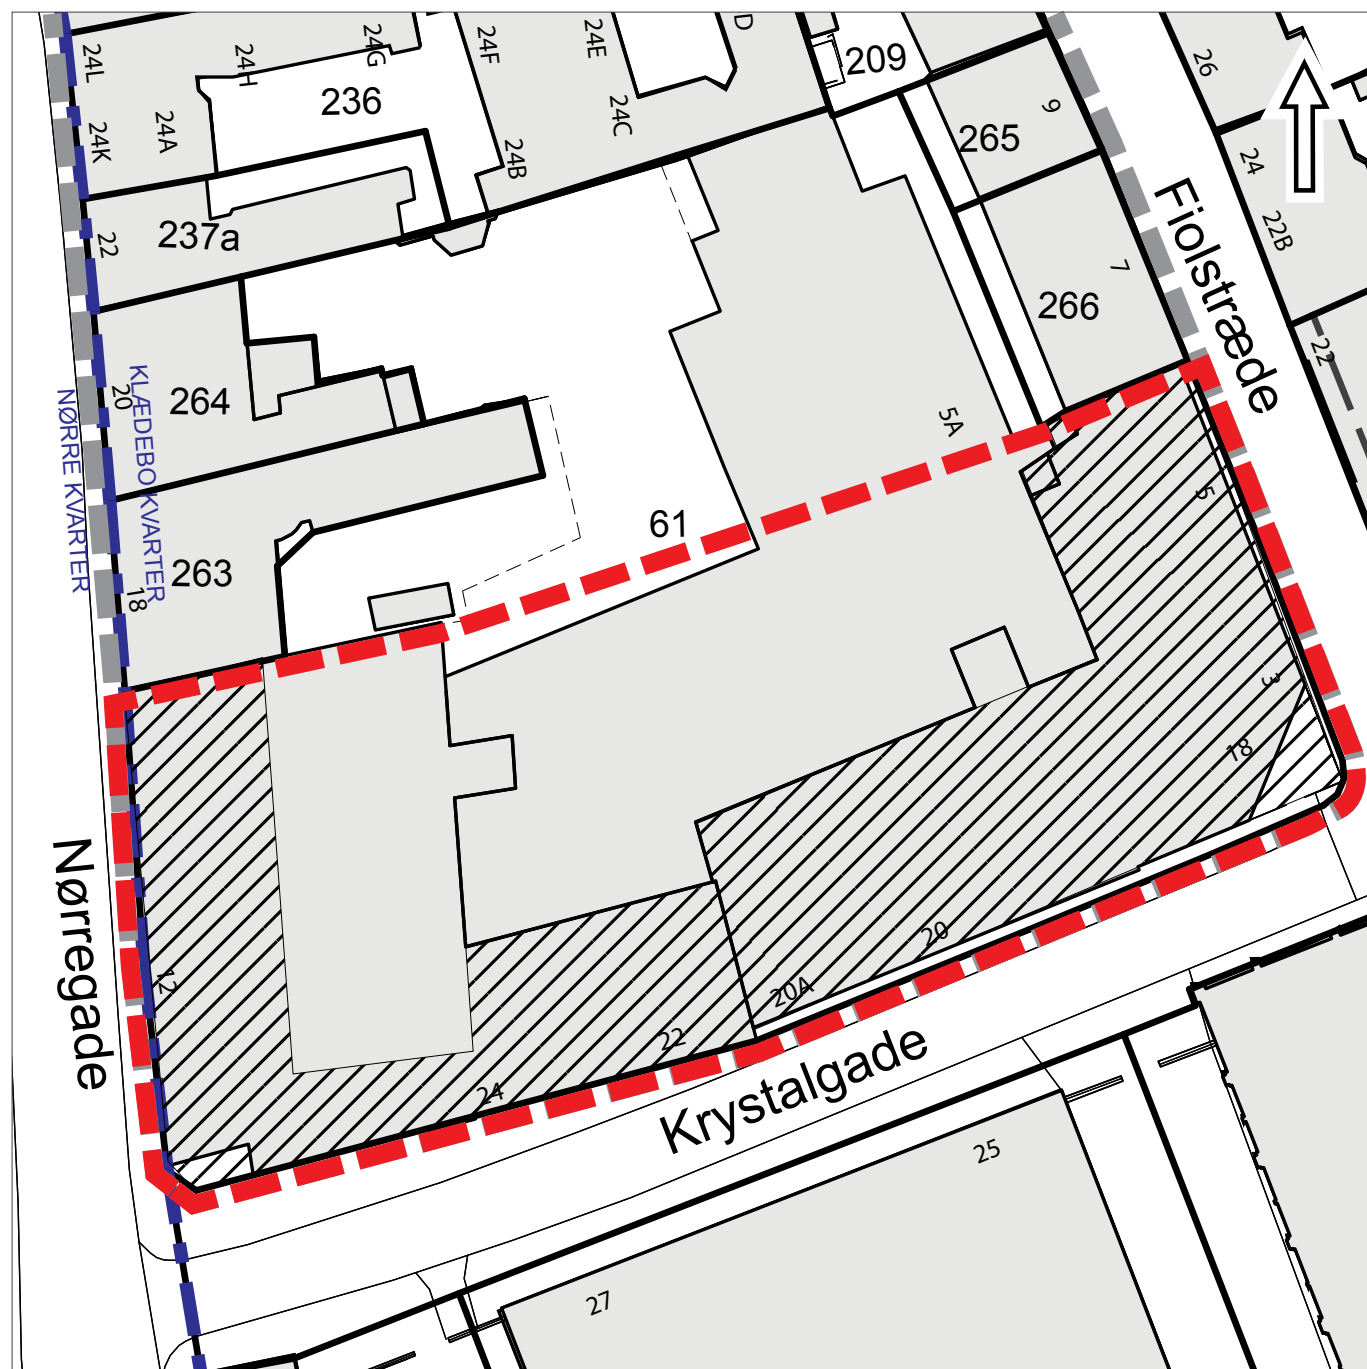 24L
24H
24G
24F
24E
D
209
26
236
24K
24A
24C
24B
9
265
24
22B
22
237a
7
266
Fiolstræde
22
20
264
KLÆDEBO KVARTER
NØRRE KVARTER
5A
5
61
263
18
3
18
Nørregade
12
20
20A
22
24
Krystalgade
25
27